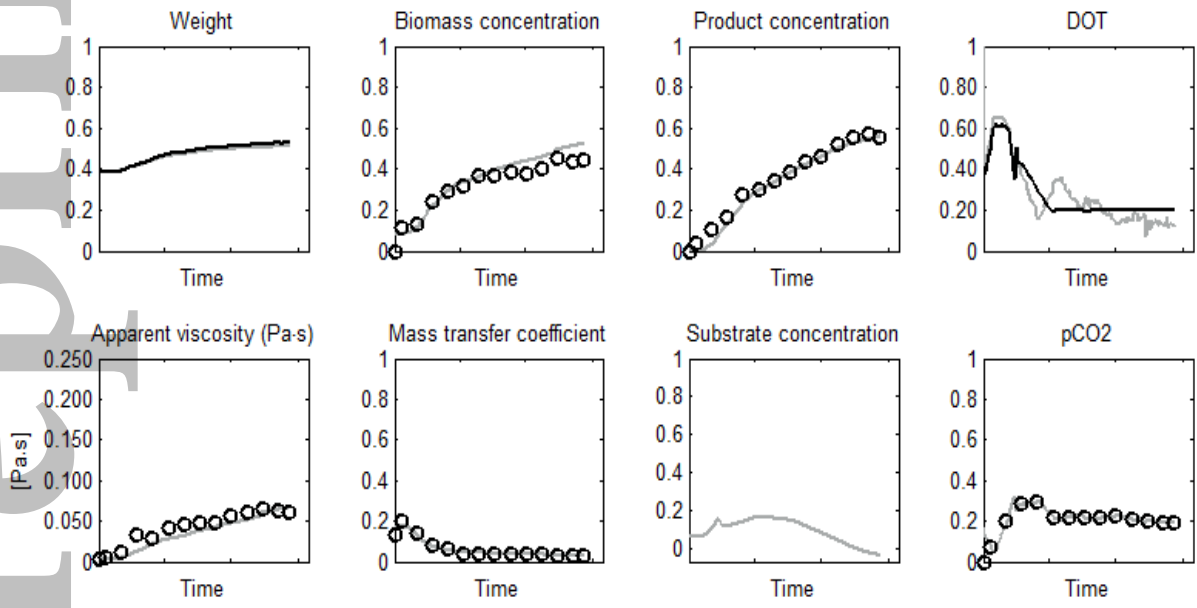 Weight
Biomass concentration
Product concentration
DOT
1
0.8
0.6
0.4
0.2
0
Time
1
0.8
0.6
0.4
0.2
0
Time
1
0.8
0.6
0.4
0.2
0
Time
1
0.8
0.60
0.40
0.20
0
Time
Apparent viscosity (Pa·s)
Mass transfer coefficient
Substrate concentration
pCO2
[Pa.s]
0.250
0.200
0.150
0.100
0.050
0
Time
1
0.8
0.6
0.4
0.2
0
Time
1
0.8
0.6
0.4
0.2
0
Time
1
0.8
0.6
0.4
0.2
0
Time